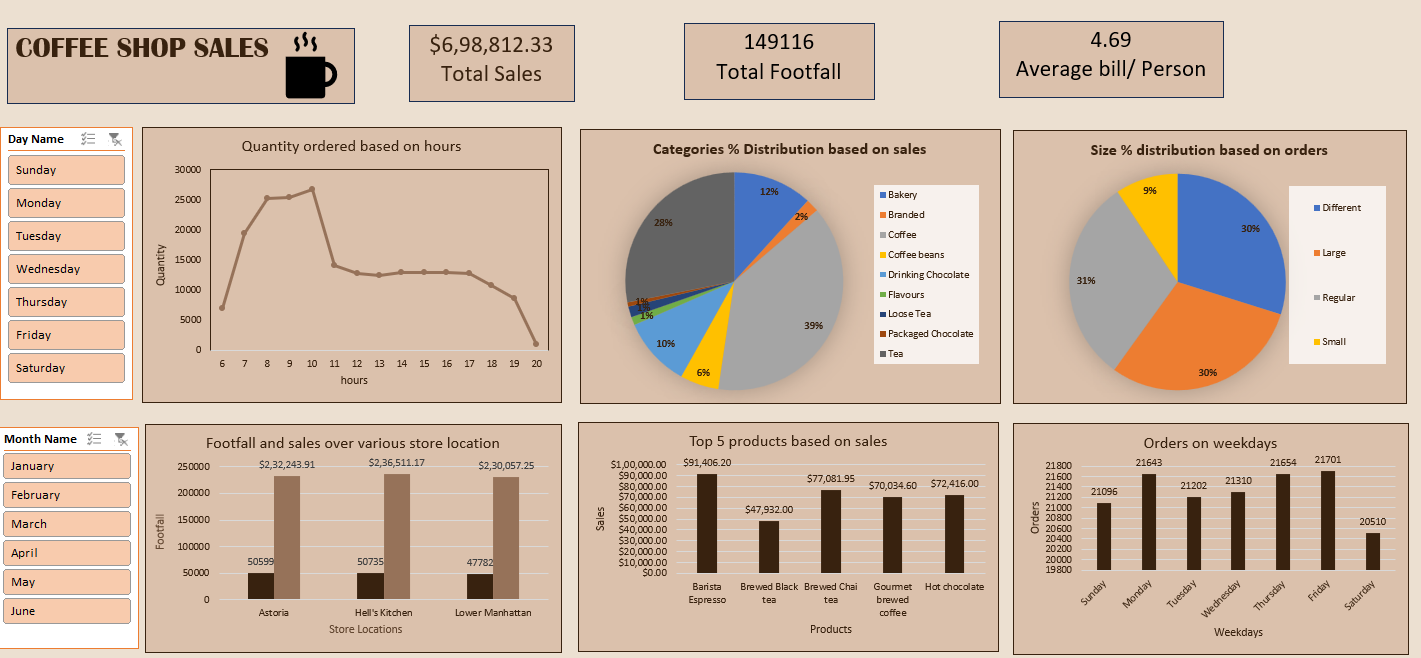 COFFEE SHOP SALES
$6,98,812.33
Total Sales
149116
Total Footfall
4.69
Average bill/ Person
Day Name
Sunday
Monday
Tuesday
Wednesday
Thursday
Friday
Saturday
Quantity ordered based on hours
30000
25000
20000
15000
10000
5000
0
Quantity
6 7 8 9 10 11 12 13 14 15 16 17 18 19 20
hours
Categories % Distribution based on sales
12%
2%
39%
6%
10%
1%
1%
28%
Bakery
Branded
Coffee
Coffee beans
Drinking Chocolate
Flavours
Loose Tea
Packaged Chocolate
Tea
Size % distribution based on orders
30%
30%
31%
9%
Different
Large
Regular
Small
Month Name
January
February
March
April
May
June
Footfall and sales over various store location
250000
200000
150000
100000
50000
0
Footfall
$2,32,243.91 $2,36,511.17 $2,30,057.25
50599 50735 47782
Astoria Hell's Kitchen Lower Manhattan
Store Locations
Top 5 products based on sales
$1,00,000.00
$90,000.00
$80,000.00
$70,000.00
$60,000.00
$50,000.00
$40,000.00
$30,000.00
$20,000.00
$10,000.00
$0.00
Sales
$91,406.20
$47,932.00
$77,081.95
$70,034.60
$72,416.00
Barista Espresso
Brewed Black tea
Brewed Chai tea
Gourmet brewed coffee
Hot chocolate
Products
Orders on weekdays
21800
21600
21400
21200
21000
20800
20600
20400
20200
20000
19800
Orders
21096
21643
21202
21310
21654
21701
20510
Sunday
Monday
Tuesday
Wednesday
Thursday
Friday
Saturday
Weekdays